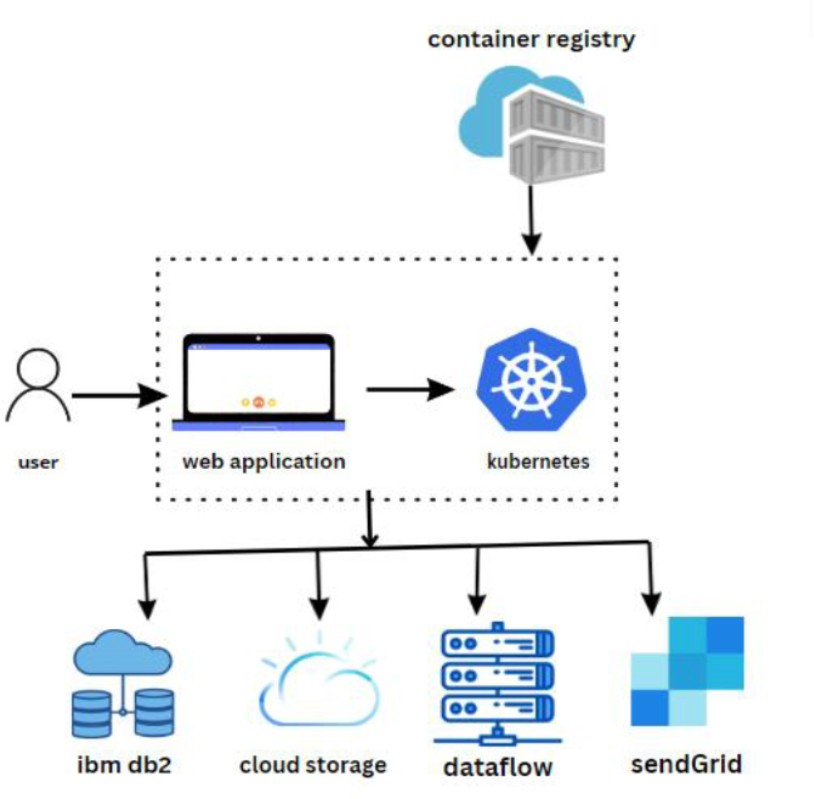 container registry
user
web application
kubernetes
ibm db2
cloud storage
dataflow
sendGrid